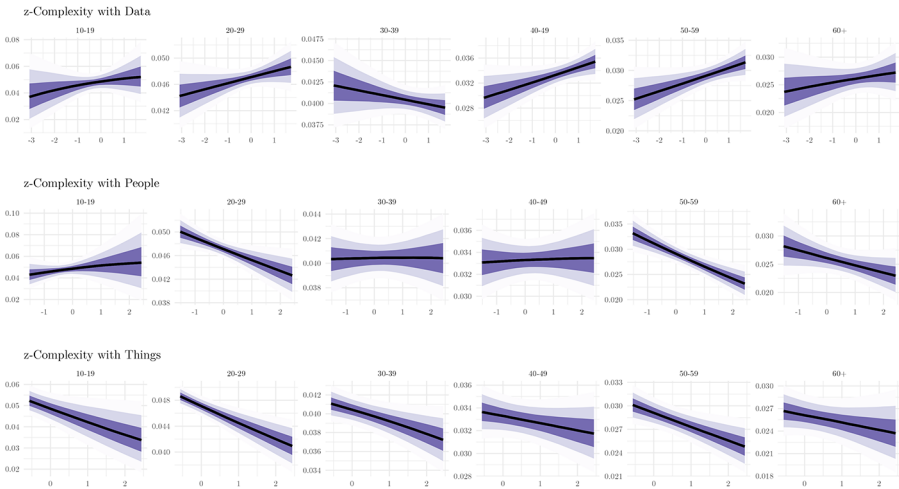 z-Complexity with Data
10-19 20-29 30-39 40-49 50-59 60+
0.08 0.06 0.04 0.02
0.050 0.046 0.042
0.0475 0.0450 0.0425 0.0400 0.0375
0.036 0.032 0.028
0.035 0.030 0.025 0.020
0.030 0.025 0.020
-3 -2 -1 0 1 -3 -2 -1 0 1 -3 -2 -1 0 1 -3 -2 -1 0 1 -3 -2 -1 0 1 -3 -2 -1 0 1
z-Complexity with People
10-19 20-29 30-39 40-49 50-59 60+
0.10 0.08 0.06 0.04 0.02
0.050 0.046 0.042 0.038
0.014 0.012 0.010 0.038
0.036 0.034 0.032 0.030
0.035 0.030 0.025 0.020
0.030 0.025 0.020
-1 0 1 2 -1 0 1 2 -1 0 1 2 -1 0 1 2 -1 0 1 2 -1 0 1 2
z-Complexity with Things
10-19 20-29 30-39 40-49 50-59 60+
0.06 0.05 0.04 0.03 0.02
0.018 0.014 0.010
0.042 0.040 0.038 0.036 0.034
0.036 0.034 0.032 0.030 0.028
0.033 0.030 0.027 0.024 0.021
0.030 0.027 0.024 0.021 0.018
0 1 2 0 1 2 0 1 2 0 1 2 0 1 2 0 1 2